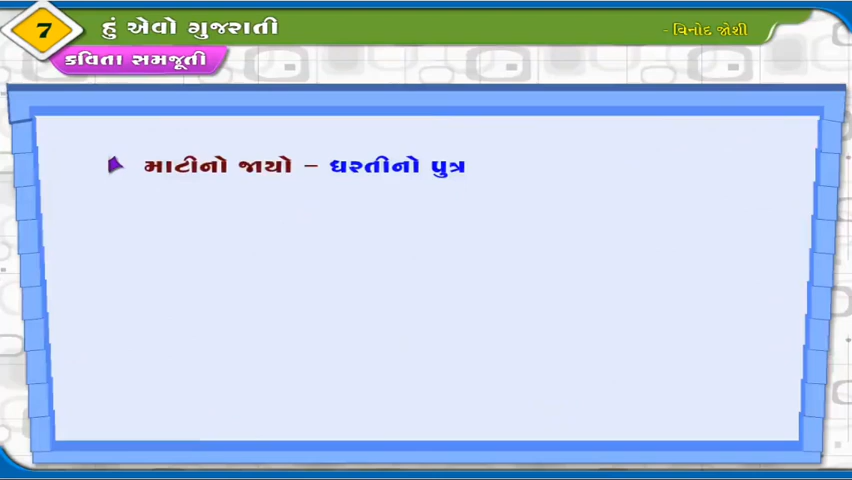 7
હું એવો ગુજરાતી
- વિનોદ જોશી
કવિતા સમજૂતી
માટીનો જાયો – ધરતીનો પુત્ર